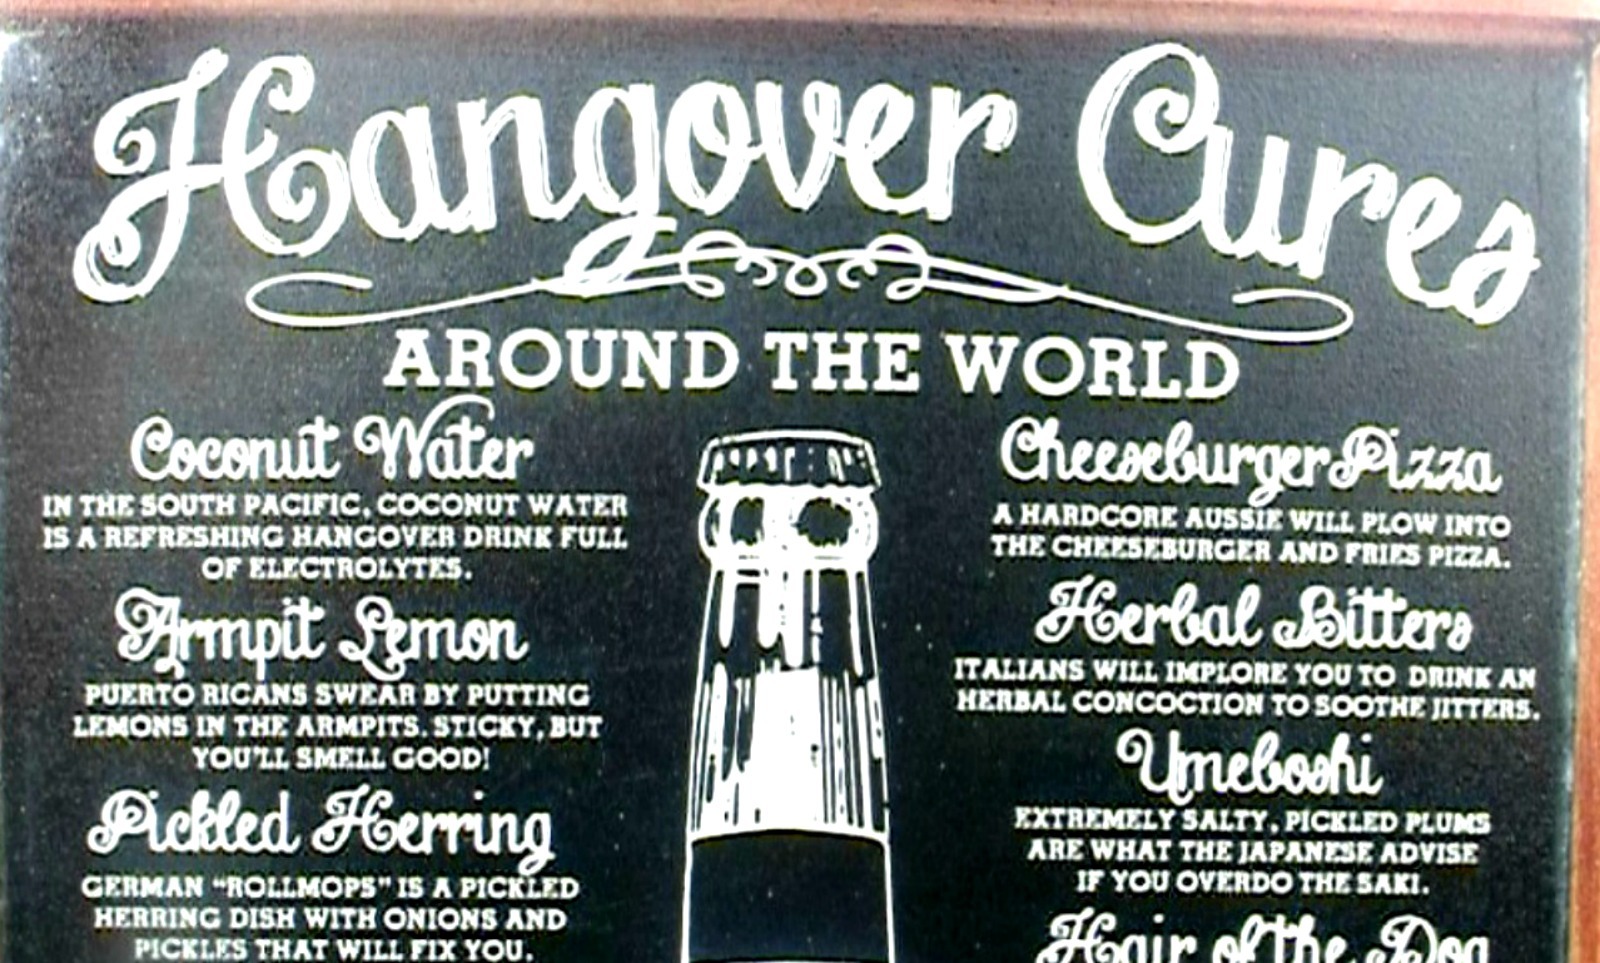 Hangover Cures
AROUND THE WORLD
Coconut Water
IN THE SOUTH PACIFIC, COCONUT WATER
IS A REFRESHING HANGOVER DRINK FULL
OF ELECTROLYTES.
Armpit Lemon
PUERTO RICANS SWEAR BY PUTTING
LEMONS IN THE ARMPITS. STICKY, BUT
YOU'LL SMELL GOOD!
Pickled Herring
GERMAN “ROLLMOPS” IS A PICKLED
HERRING DISH WITH ONIONS AND
PICKLES THAT WILL FIX YOU.
Cheeseburger Pizza
A HARDCORE AUSSIE WILL PLOW INTO
THE CHEESEBURGER AND FRIES PIZZA.
Herbal Bitters
ITALIANS WILL IMPLORE YOU TO DRINK AN
HERBAL CONCOCTION TO SOOTHE JITTERS.
Umeboshi
EXTREMELY SALTY, PICKLED PLUMS
ARE WHAT THE JAPANESE ADVISE
IF YOU OVERDO THE SAKI.
Hair of the Dog